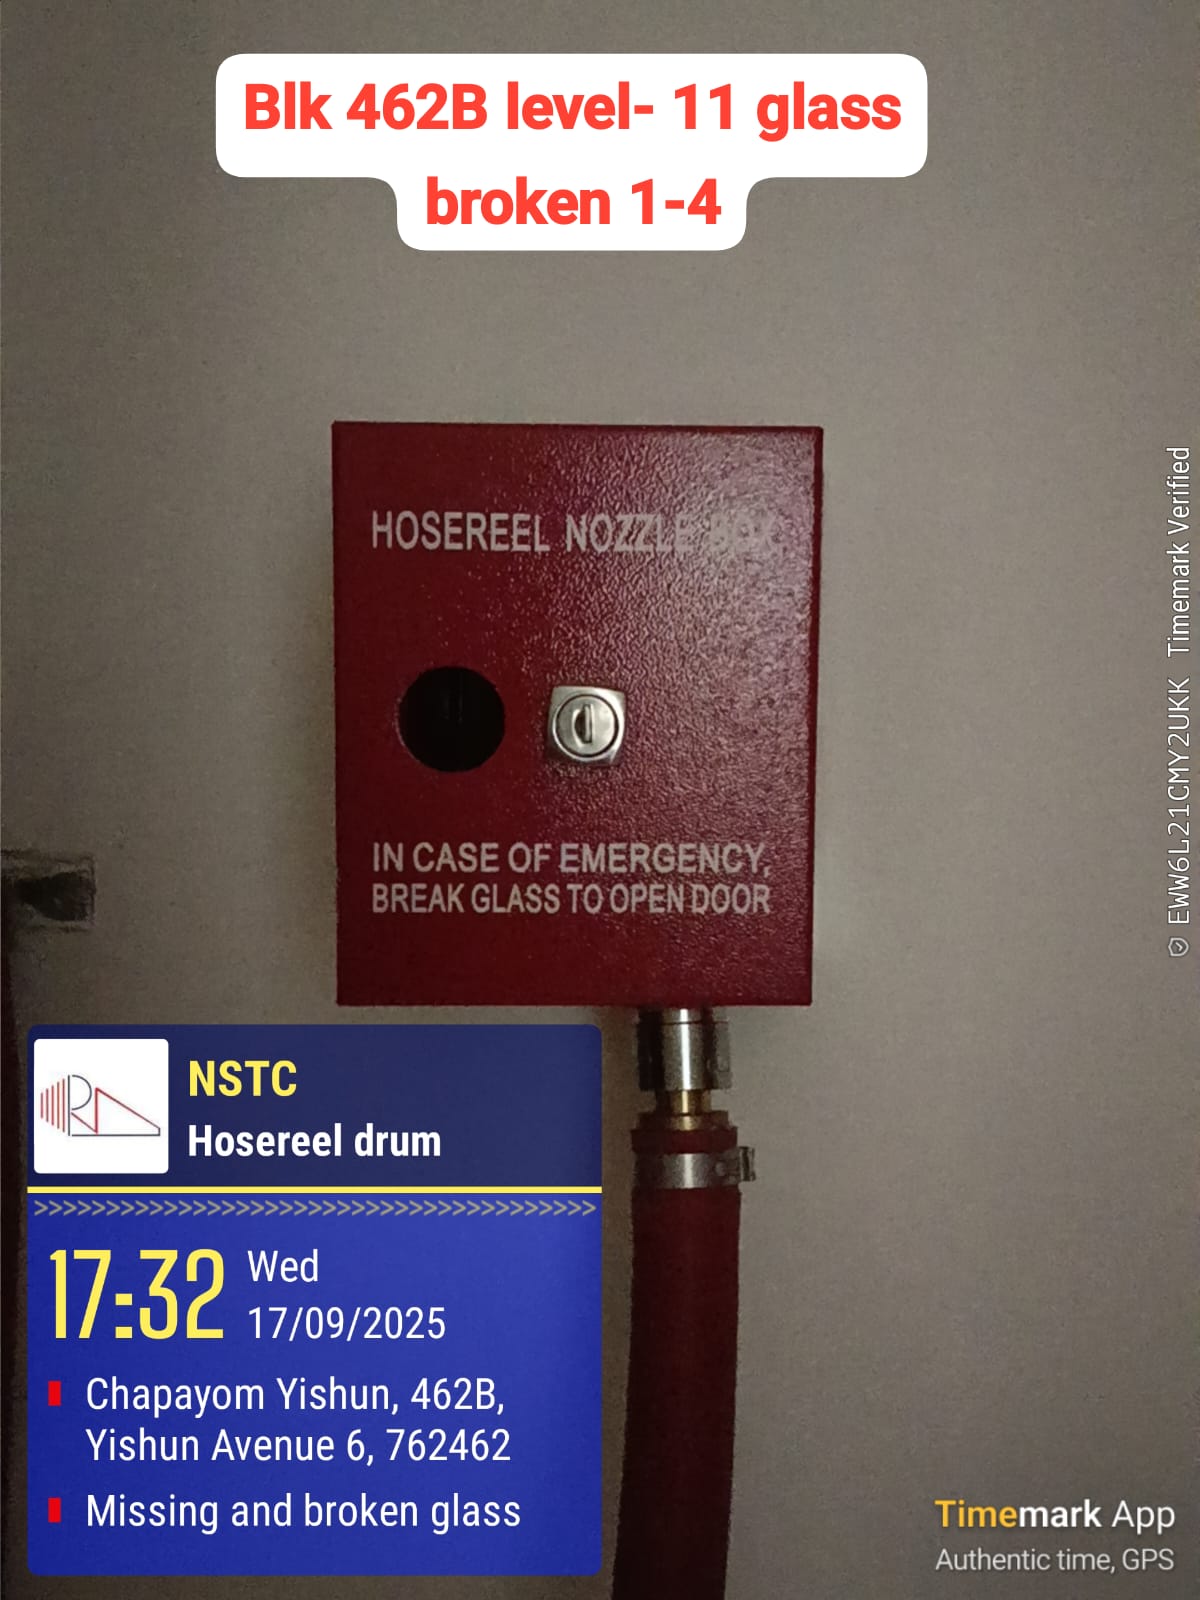 Blk 462B level- 11 glass
broken 1-4
HOSEREEL NOZZLE BOX
IN CASE OF EMERGENCY,
BREAK GLASS TO OPEN DOOR
NSTC
Hosereel drum
17:32
Wed
17/09/2025
Chapayom Yishun, 462B,
Yishun Avenue 6, 762462
Missing and broken glass
Timemark App
Authentic time, GPS
EWW6L21CMY2UKK Timemark Verified